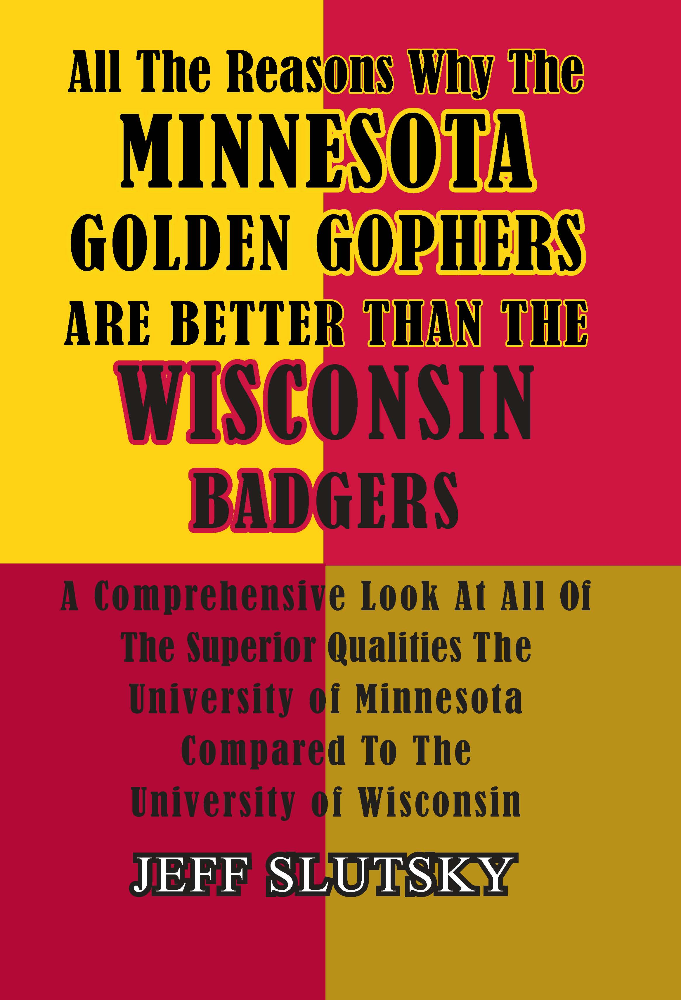 All The Reasons Why The
MINNESOTA
GOLDEN GOPHERS
ARE BETTER THAN THE
WISCONSIN
BADGERS
A Comprehensive Look At All Of
The Superior Qualities The
University of Minnesota
Compared To The
University of Wisconsin
JEFF SLUTSKY